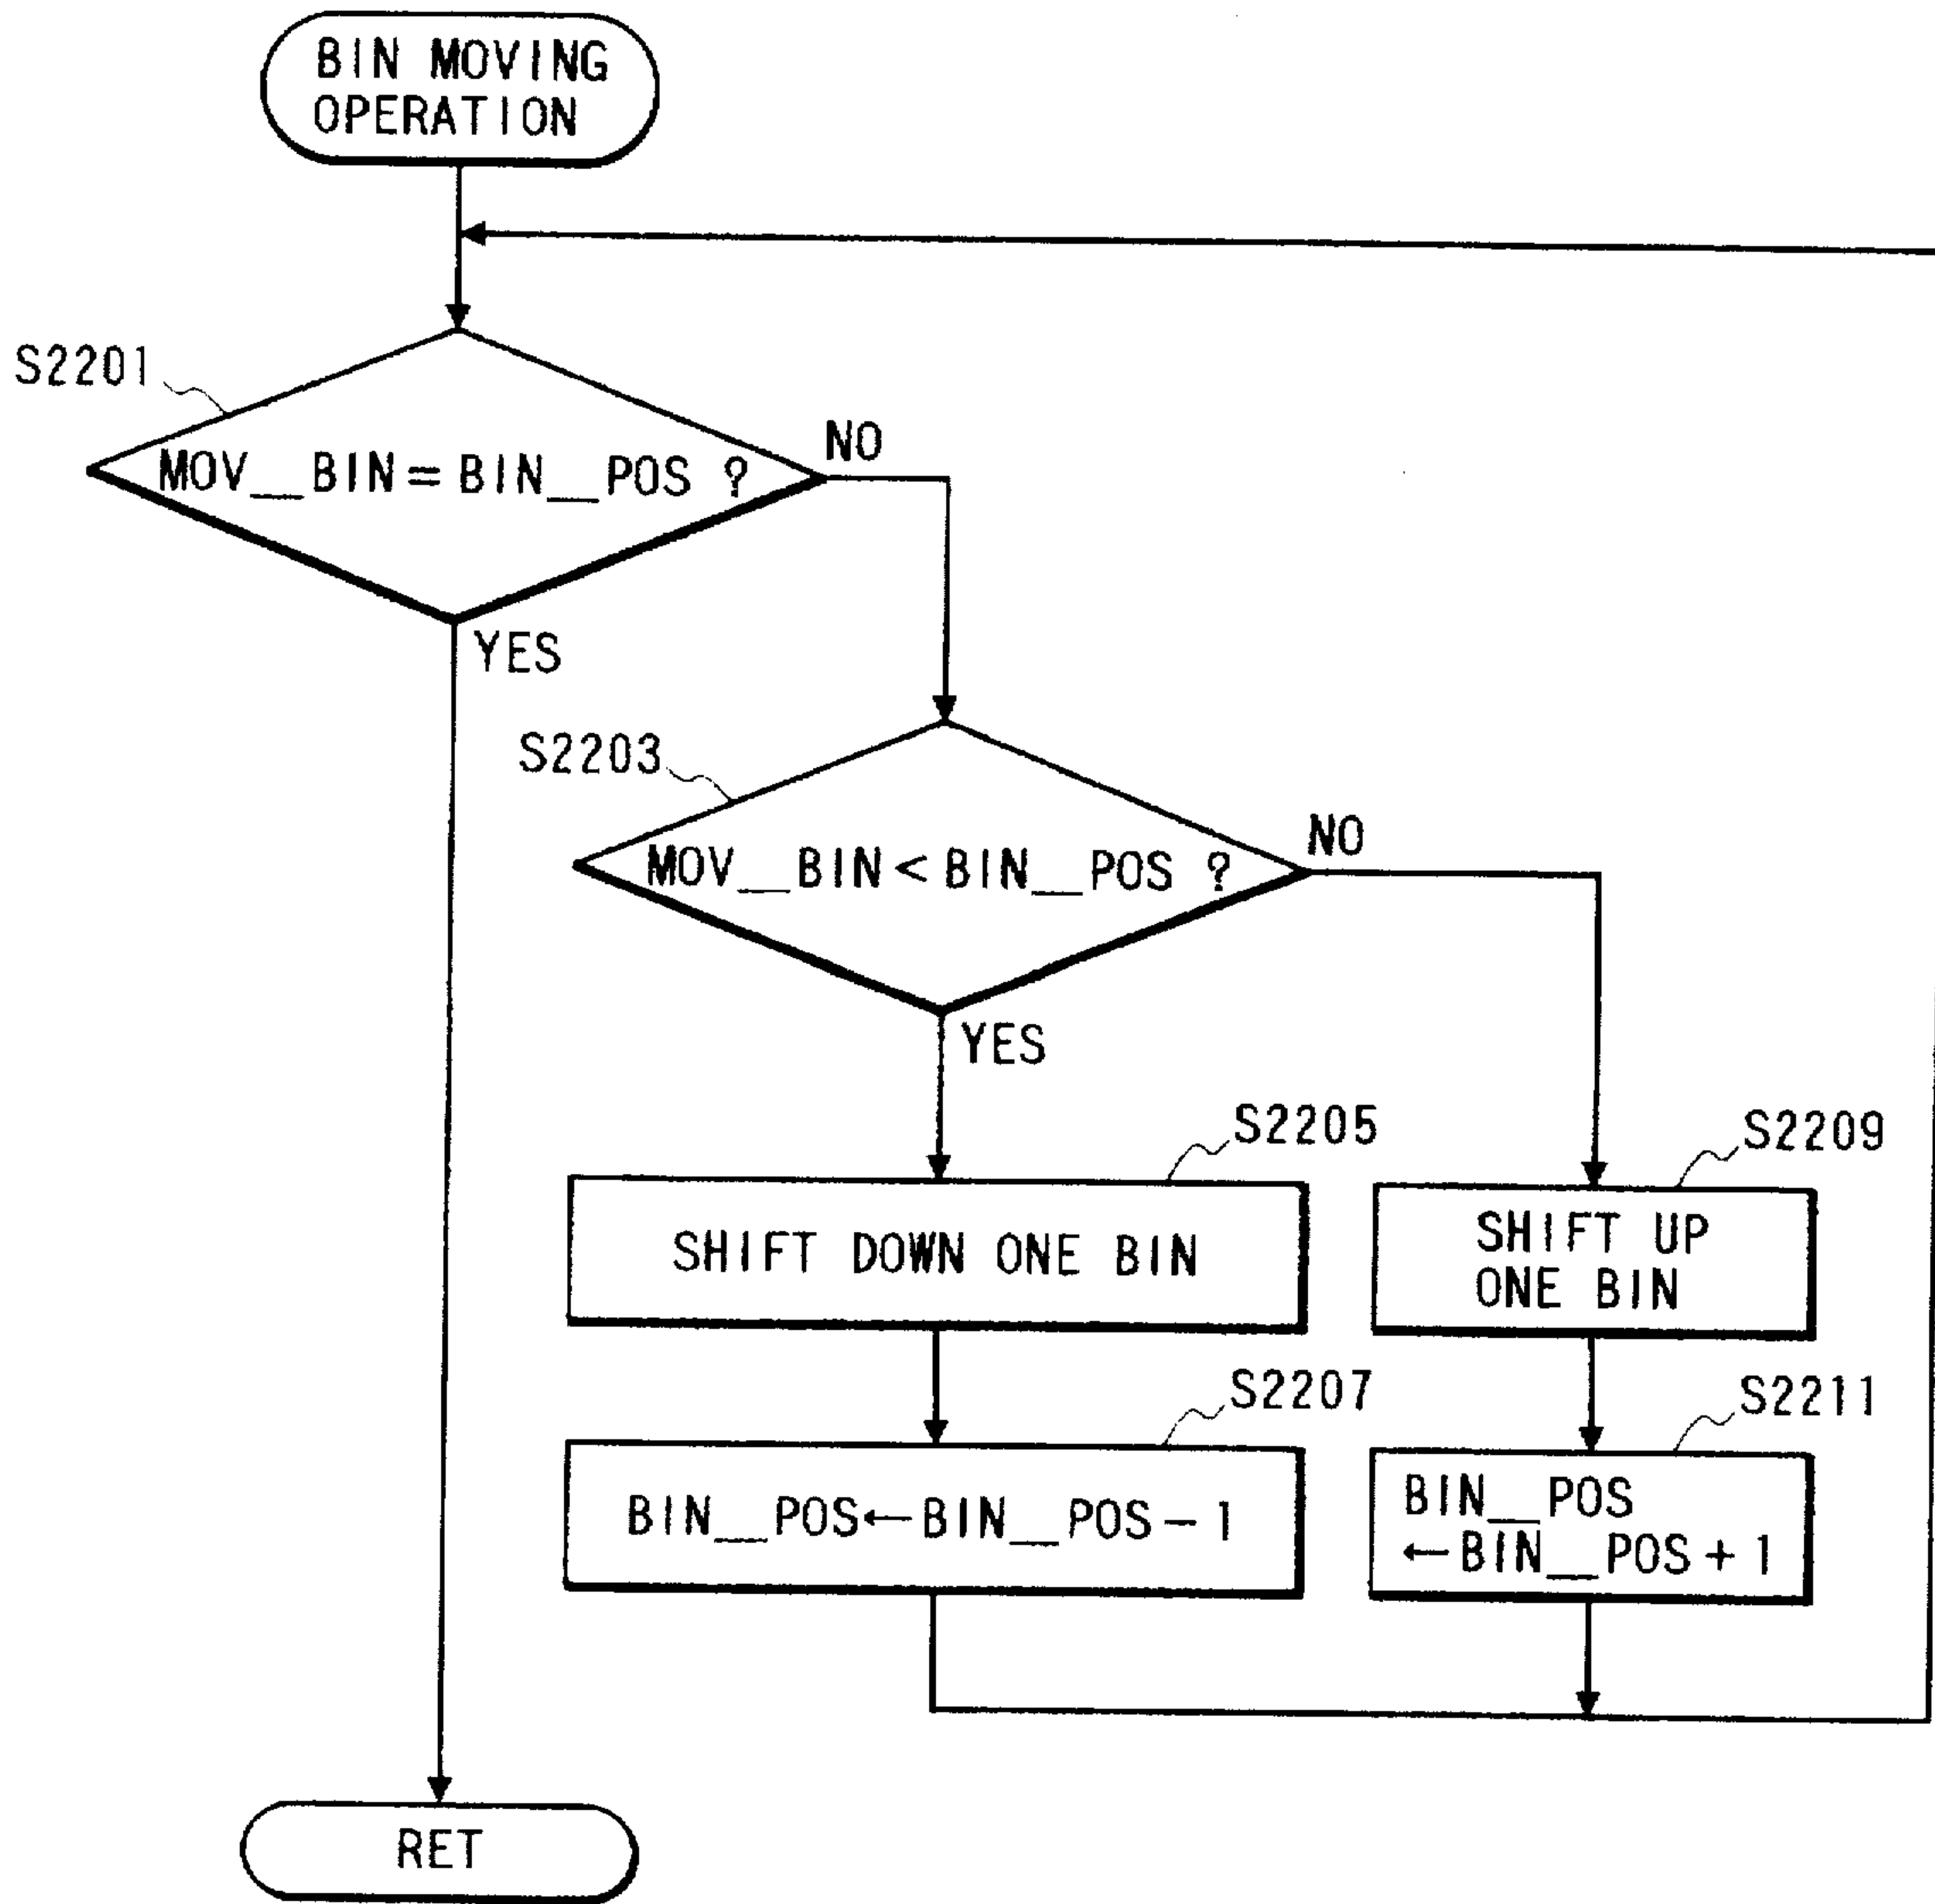 BIN MOVING
OPERATION
S2201
MOV__BIN=BIN__POS ?
NO
YES
S2203
MOV__BIN<BIN__POS ?
NO
YES
S2205
SHIFT DOWN ONE BIN
S2209
SHIFT UP
ONE BIN
S2207
BIN__POS←BIN__POS-1
S2211
BIN__POS
←BIN__POS+1
RET